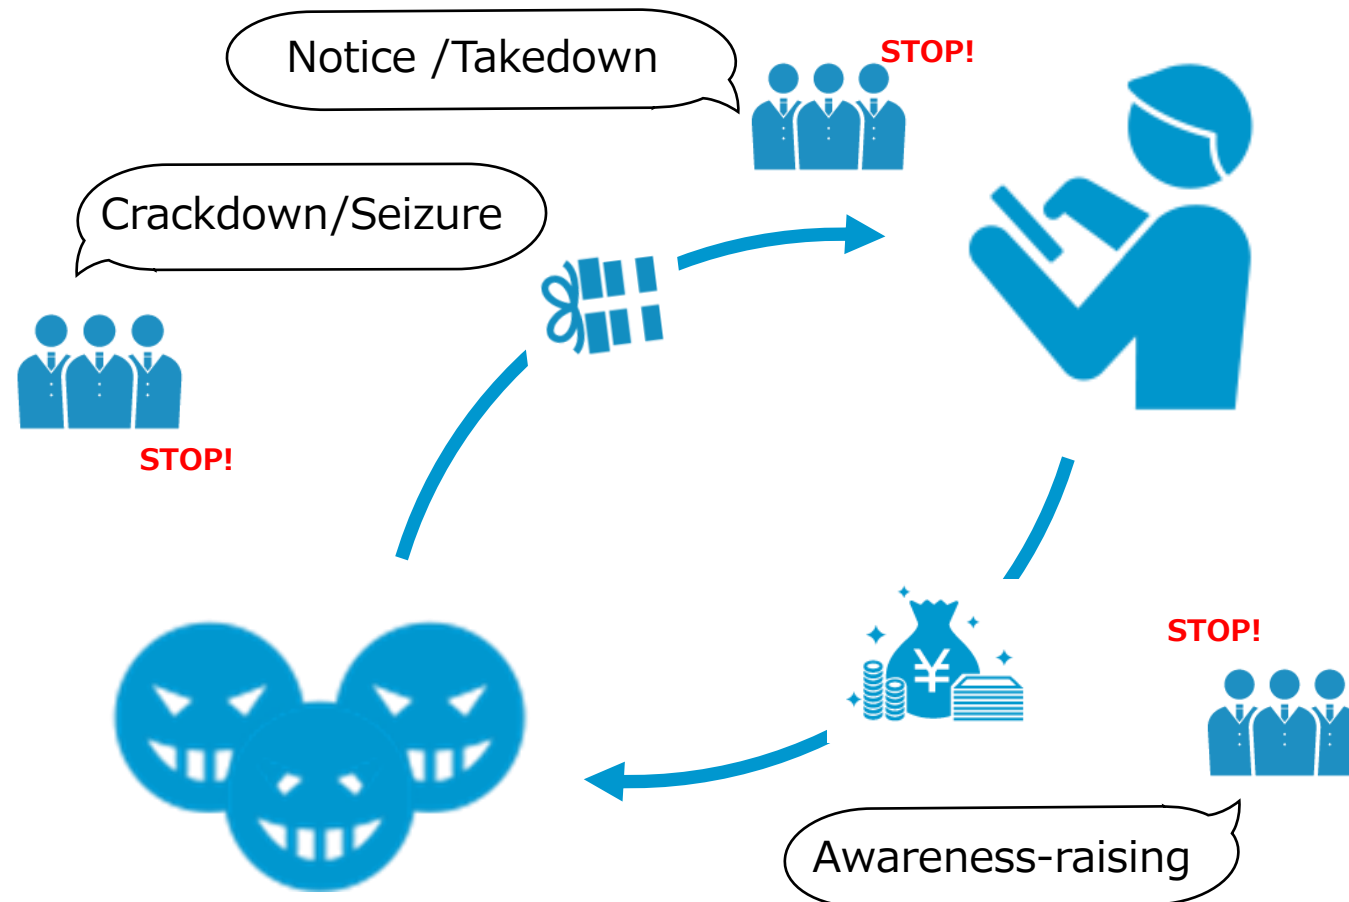 Notice /Takedown
STOP!
Crackdown/Seizure
STOP!
¥
STOP!
Awareness-raising